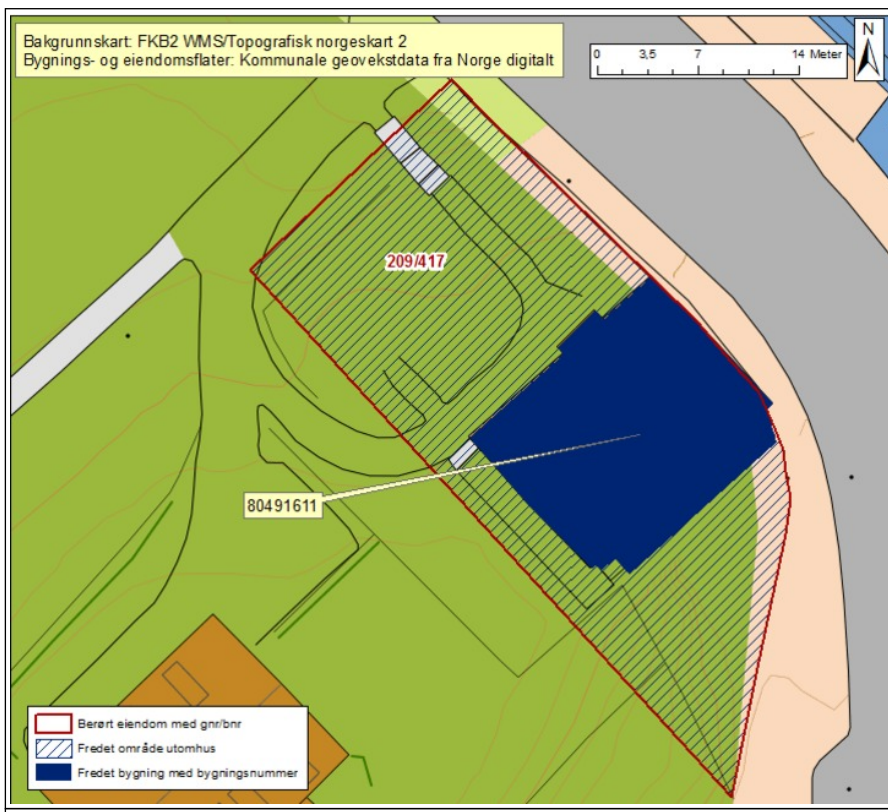 Bakgrunnskart: FKB2 WMS/Topografisk norgeskart 2
Bygnings- og eiendomsflater: Kommunale geovekstdata fra Norge digitalt
0 3,5 7 14 Meter
N
209/417
80491611
Berørt eiendom med gnr/bnr
Fredet område utomhus
Fredet bygning med bygningsnummer